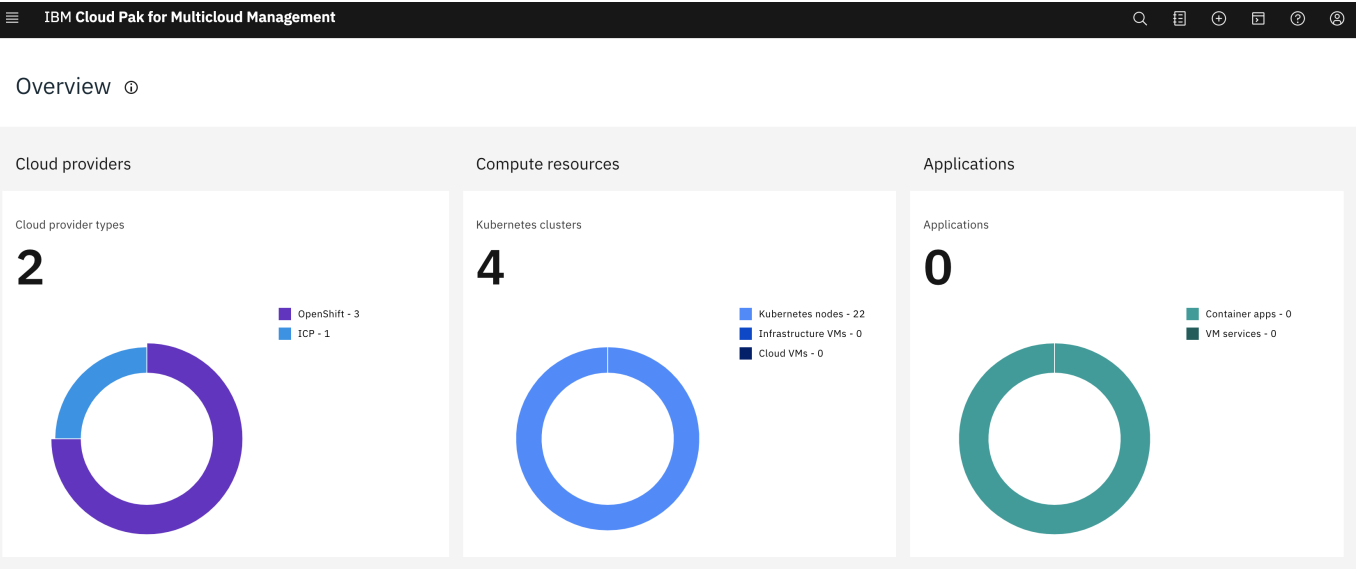 IBM Cloud Pak for Multicloud Management
Overview
Cloud providers
Cloud provider types
2
OpenShift - 3
ICP - 1
Compute resources
Kubernetes clusters
4
Kubernetes nodes - 22
Infrastructure VMs - 0
Cloud VMs - 0
Applications
Applications
0
Container apps - 0
VM services - 0